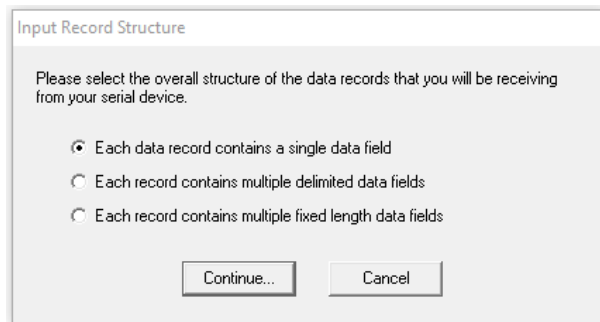 Input Record Structure
Please select the overall structure of the data records that you will be receiving
from your serial device.
Each data record contains a single data field
Each record contains multiple delimited data fields
Each record contains multiple fixed length data fields
Continue...
Cancel